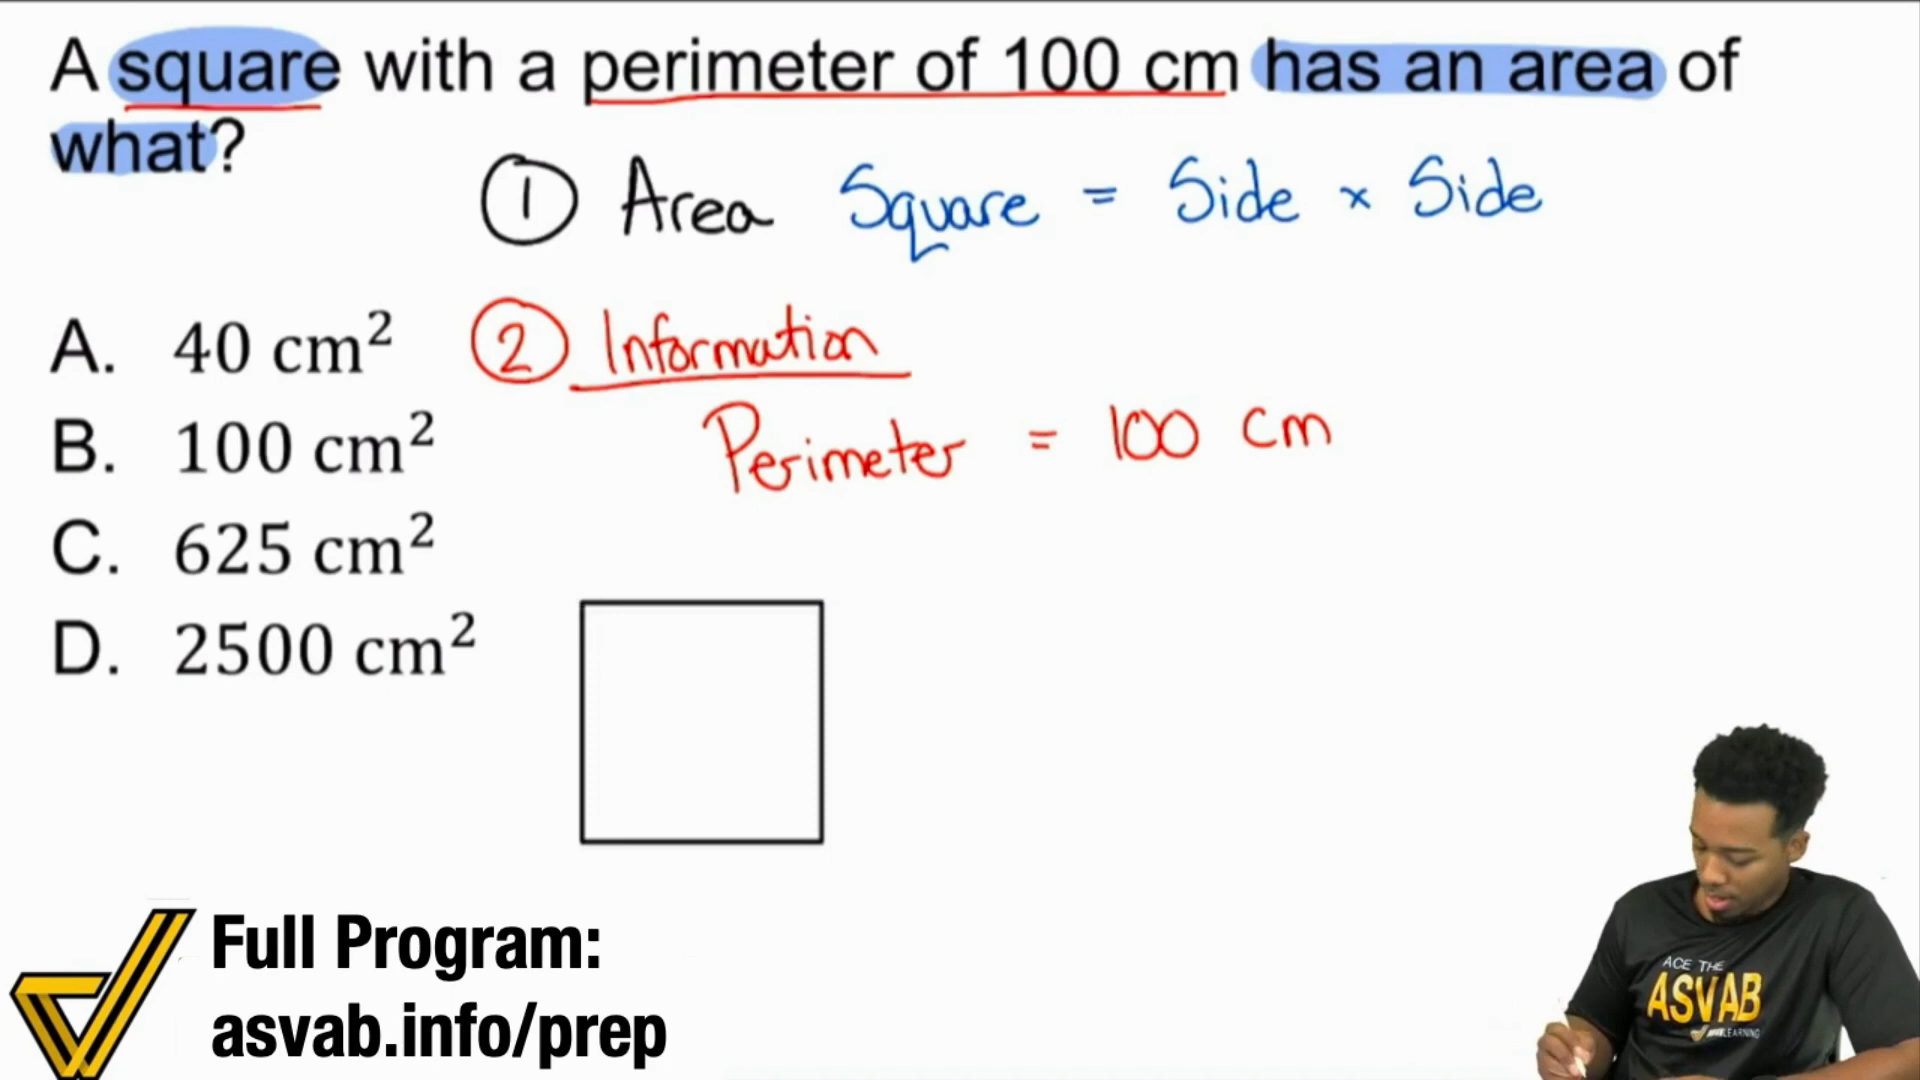 A square with a perimeter of 100 cm has an area of
what?
① Area Square = Side × Side
A. 40 cm²
② Information
B. 100 cm²
Perimeter = 100 cm
C. 625 cm²
D. 2500 cm²
Full Program:
asvab.info/prep
ACE THE
ASVAB
LEARNING